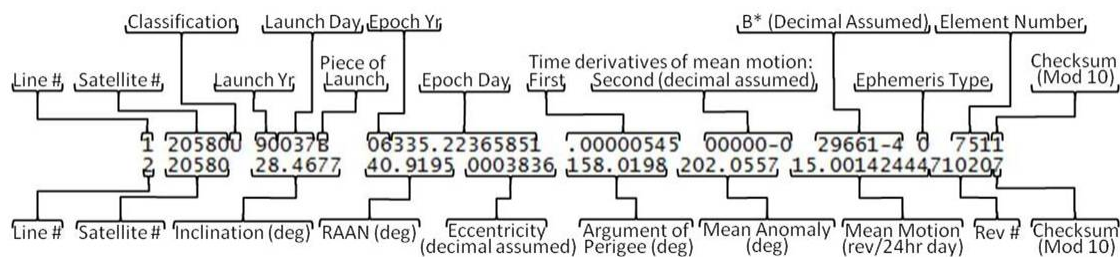 Classification Launch Day Epoch Yr B* (Decimal Assumed) Element Number
Line # Satellite # Launch Yr Piece of Launch Epoch Day Time derivatives of mean motion: First Second (decimal assumed) Ephemeris Type Checksum (Mod 10)
1 20580U 90037B 06335.22365851 .00000545 00000-0 29661-4 0 7511
2 20580 28.4677 40.9195 0003836 158.0198 202.0557 15.00142444710207
Line # Satellite # Inclination (deg) RAAN (deg) Eccentricity (decimal assumed) Argument of Perigee (deg) Mean Anomaly (deg) Mean Motion (rev/24hr day) Rev # Checksum (Mod 10)